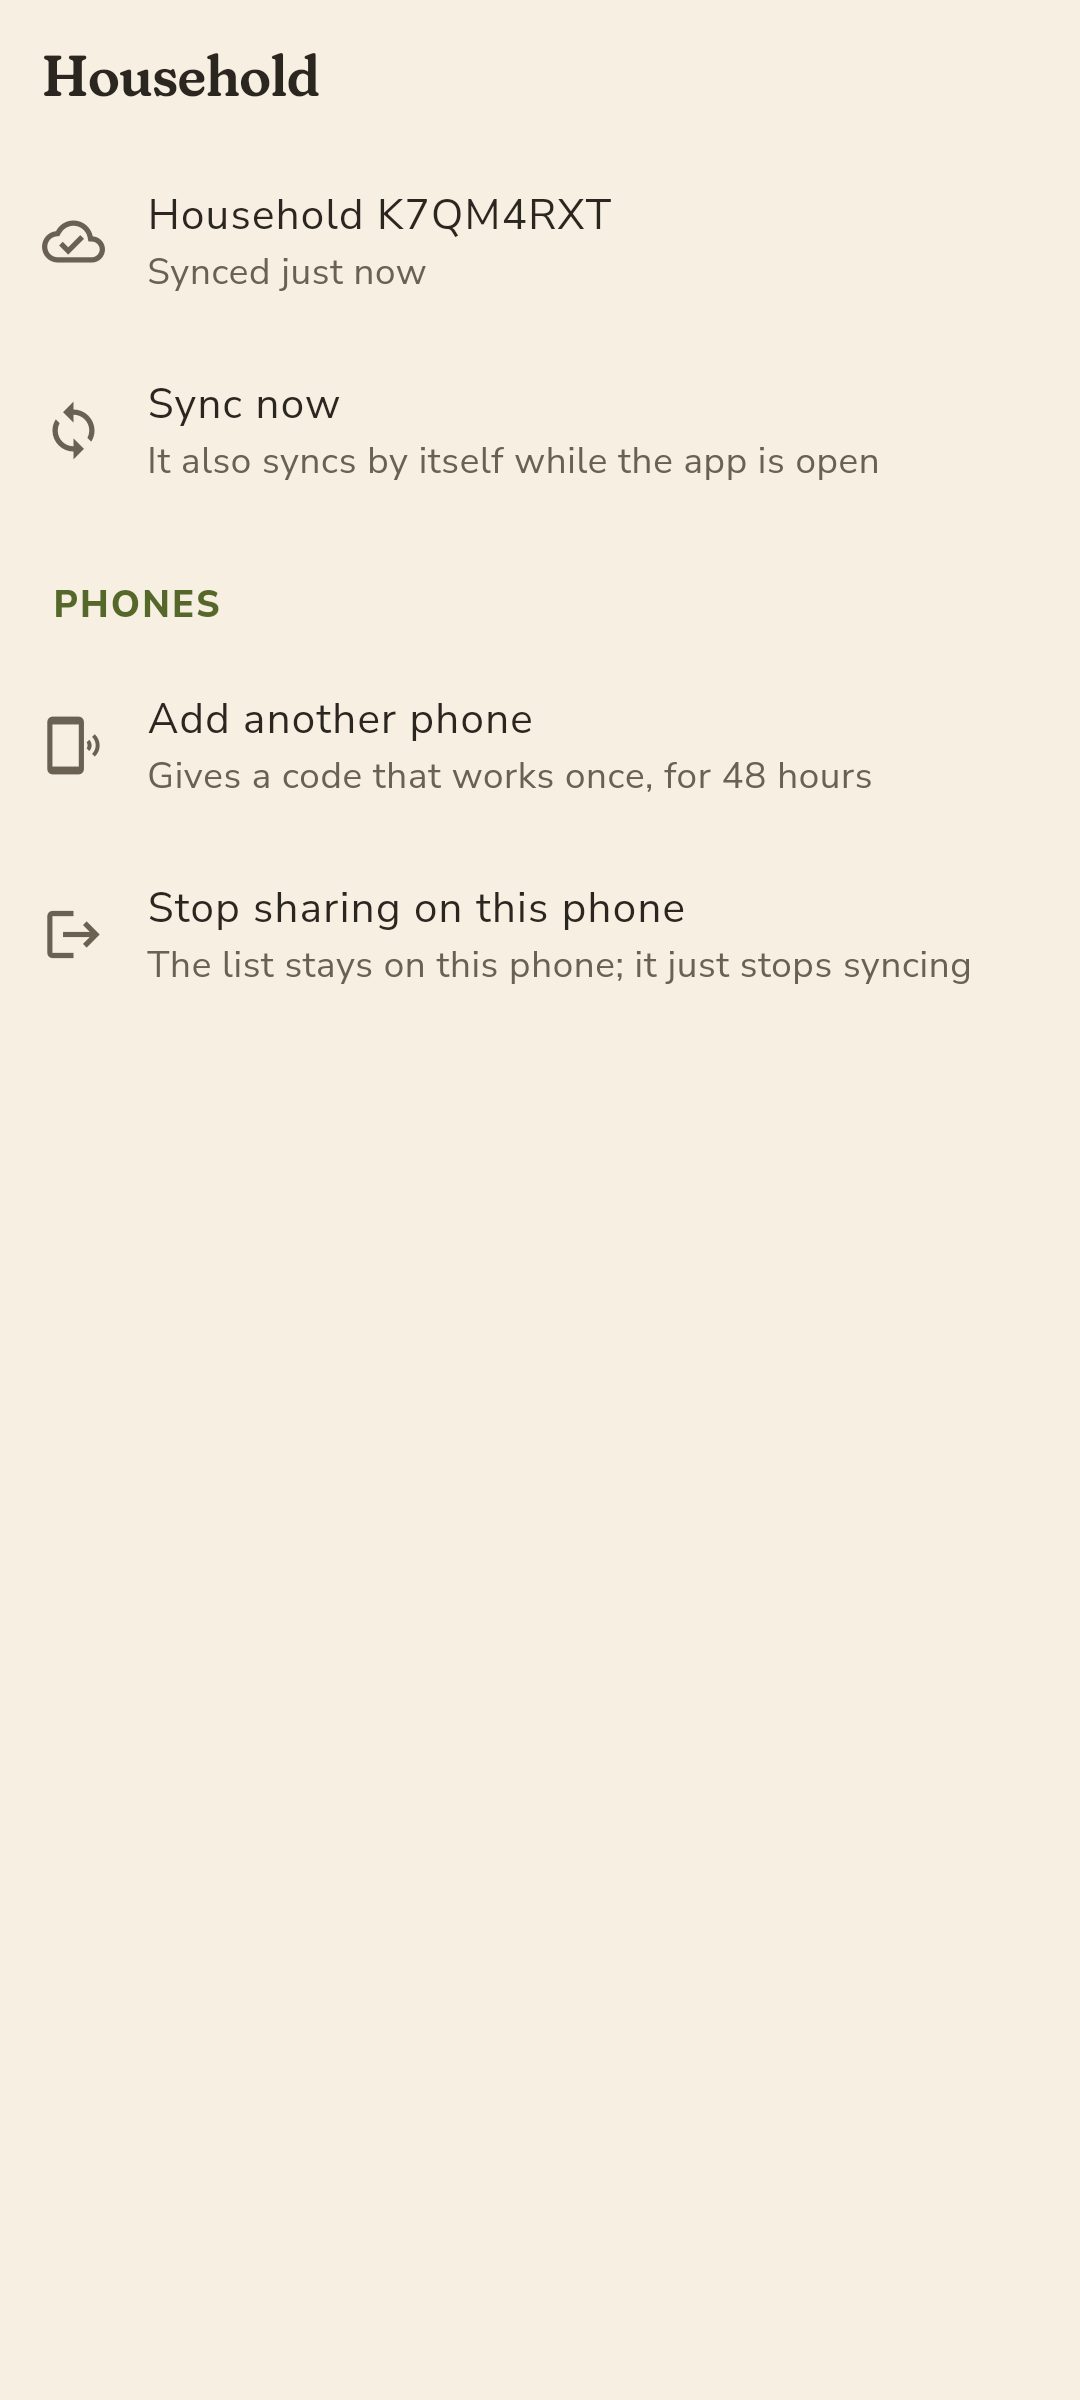 Household
Household K7QM4RXT
Synced just now
Sync now
It also syncs by itself while the app is open
PHONES
Add another phone
Gives a code that works once, for 48 hours
Stop sharing on this phone
The list stays on this phone; it just stops syncing